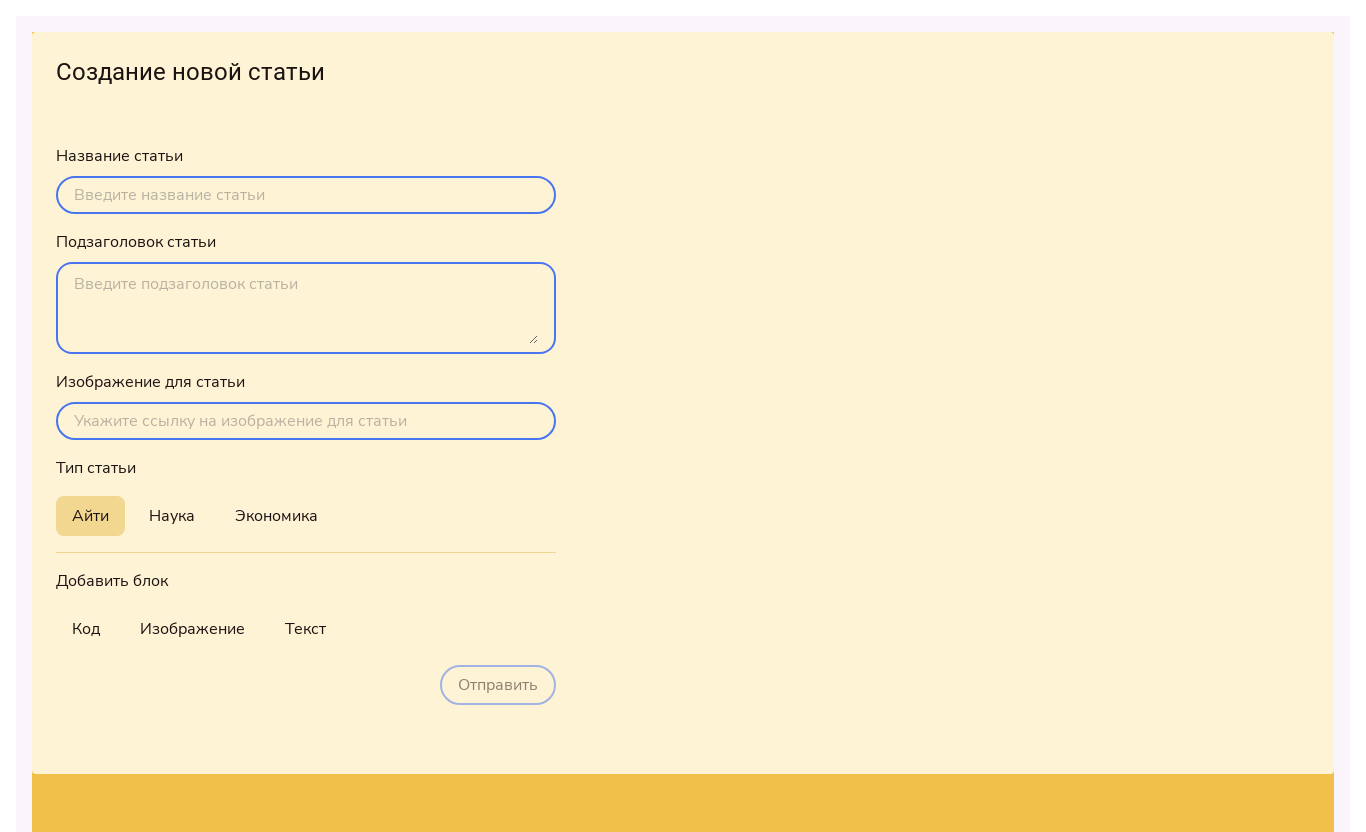 Создание новой статьи
Название статьи
Введите название статьи
Подзаголовок статьи
Введите подзаголовок статьи
Изображение для статьи
Укажите ссылку на изображение для статьи
Тип статьи
Айти Наука Экономика
Добавить блок
Код Изображение Текст
Отправить